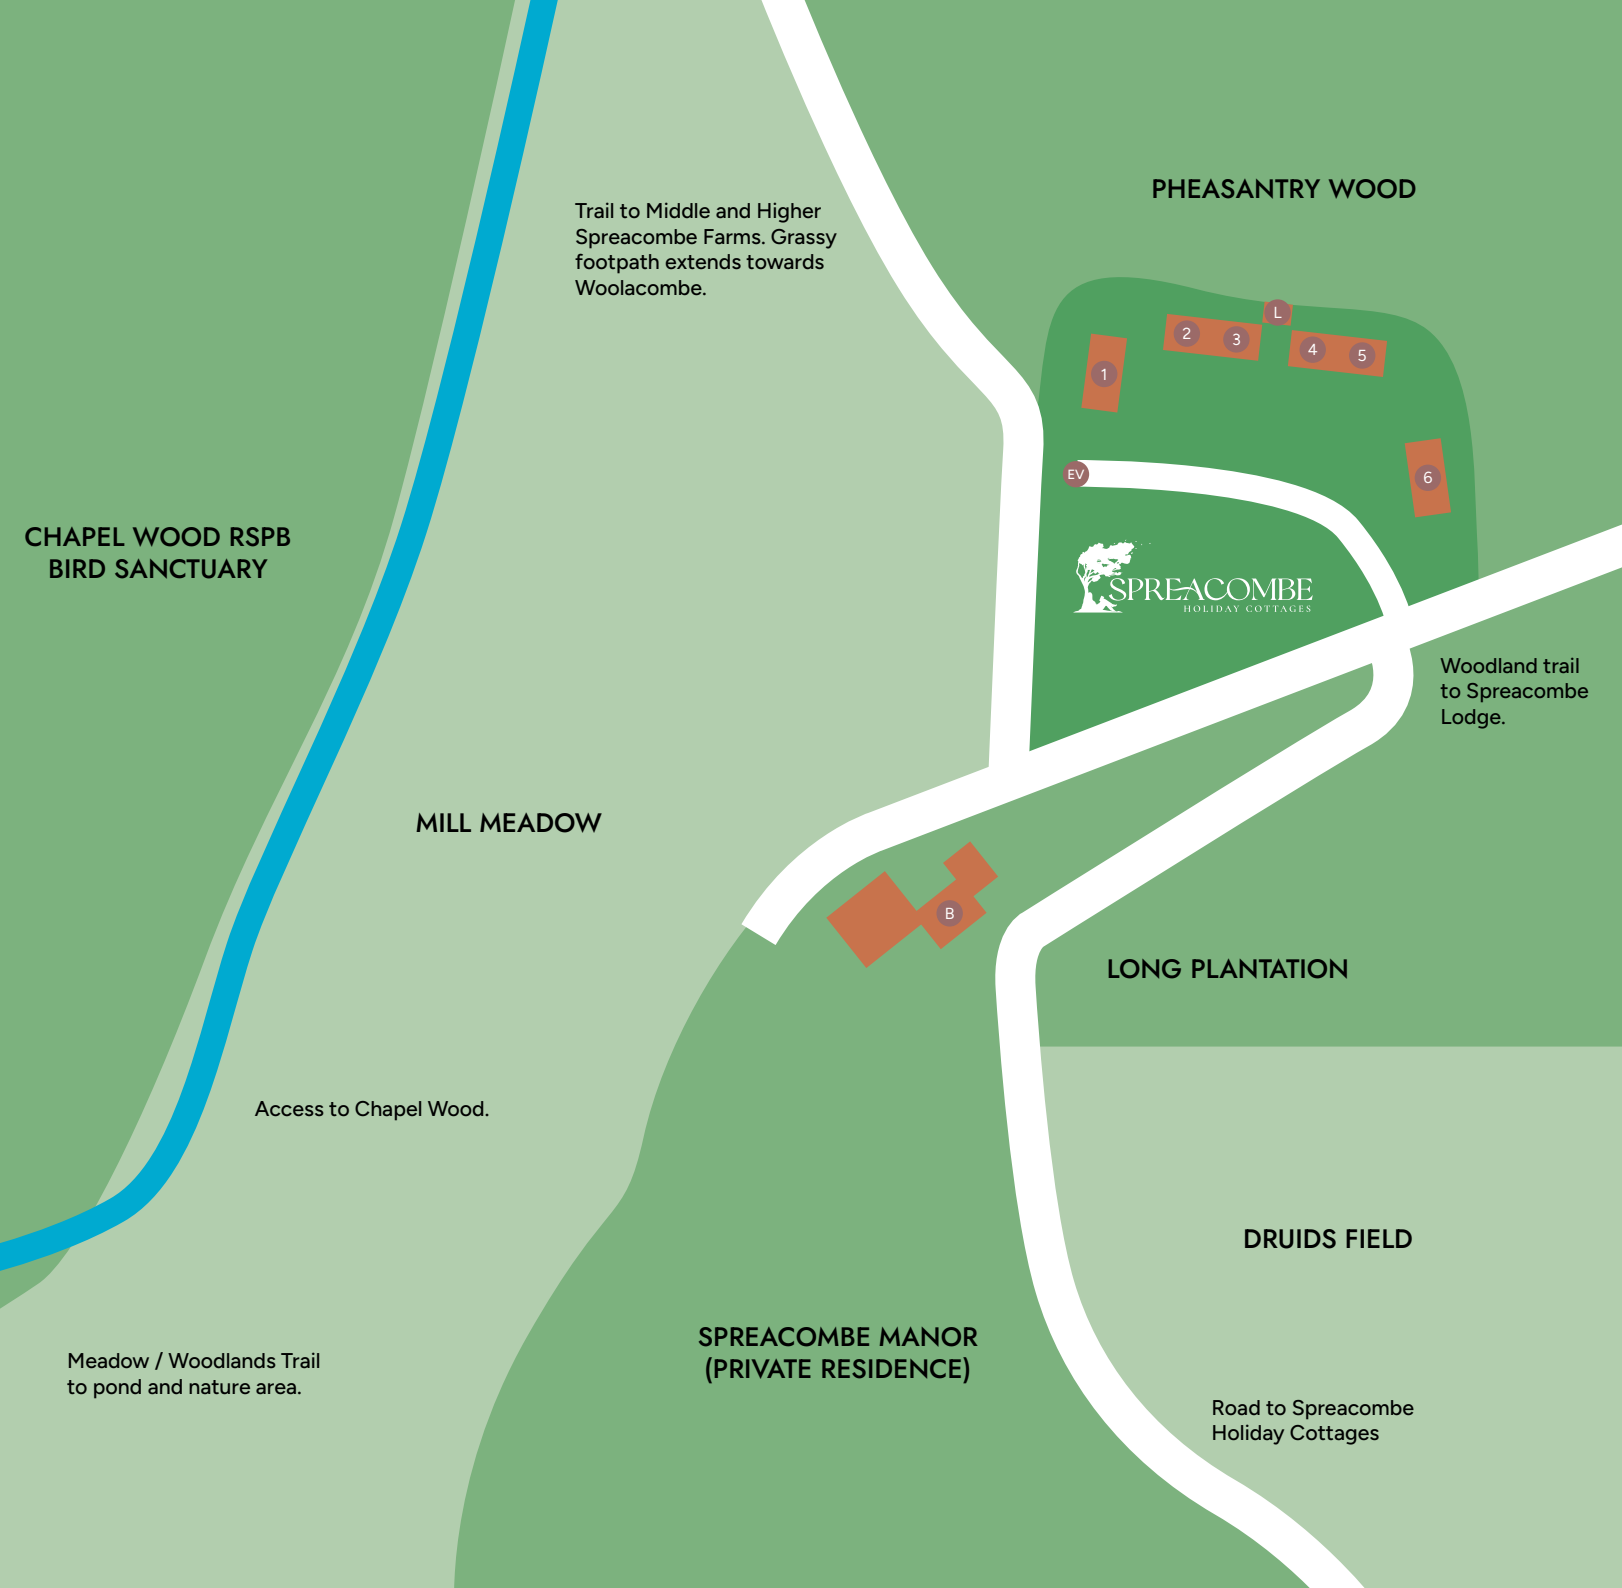 PHEASANTRY WOOD
Trail to Middle and Higher
Spreacombe Farms. Grassy
footpath extends towards
Woolacombe.
L
2
3
4
5
1
EV
6
CHAPEL WOOD RSPB
BIRD SANCTUARY
SPREACOMBE
HOLIDAY COTTAGES
Woodland trail
to Spreacombe
Lodge.
MILL MEADOW
B
LONG PLANTATION
Access to Chapel Wood.
DRUIDS FIELD
SPREACOMBE MANOR
(PRIVATE RESIDENCE)
Meadow / Woodlands Trail
to pond and nature area.
Road to Spreacombe
Holiday Cottages